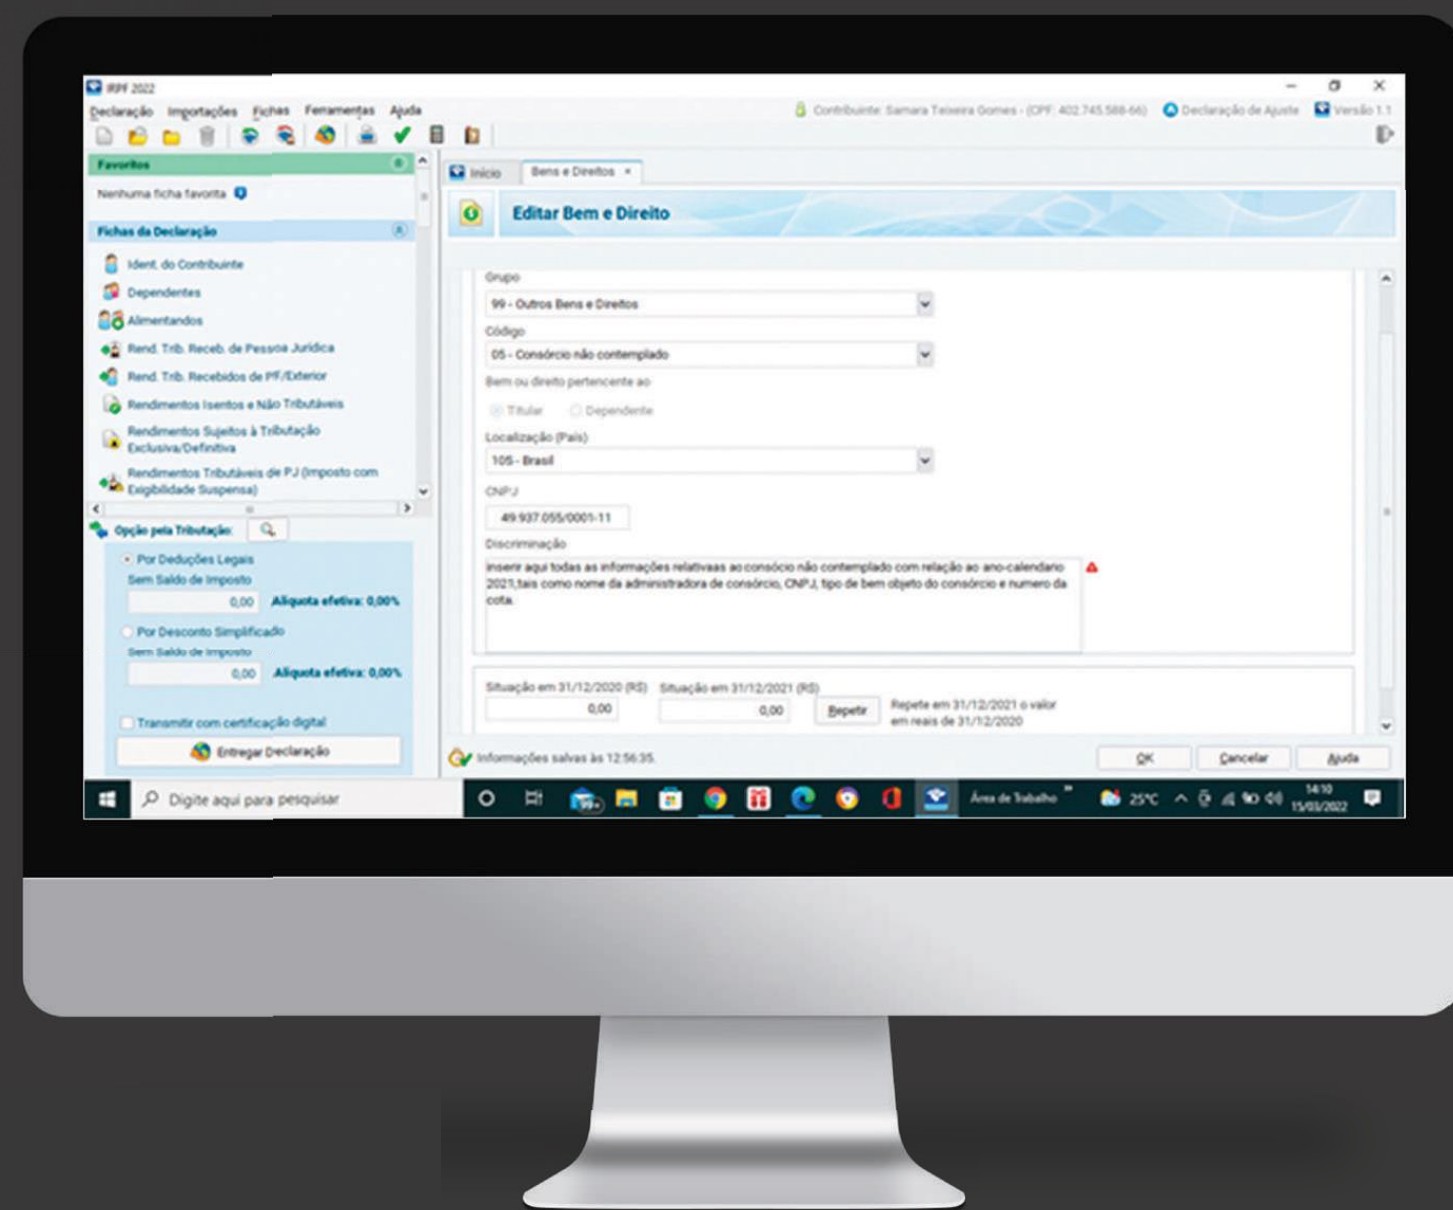 IRPF 2022
Declaração Importações Fichas Ferramentas Ajuda
Contribuinte: Samara Teixeira Gomes - (CPF: 402.745.588-66) Declaração de Ajuste Versão 1.1
Favoritos
Nenhuma ficha favorita
Fichas da Declaração
Ident. do Contribuinte
Dependentes
Alimentandos
Rend. Trib. Receb. de Pessoa Jurídica
Rend. Trib. Recebidos de PF/Exterior
Rendimentos Isentos e Não Tributáveis
Rendimentos Sujeitos à Tributação
Exclusiva/Definitiva
Rendimentos Tributáveis de PJ (Imposto com
Exigibilidade Suspensa)
Opção pela Tributação:
Por Deduções Legais
Sem Saldo de Imposto
0,00 Aliquota efetiva: 0,00%
Por Desconto Simplificado
Sem Saldo de Imposto
0,00 Aliquota efetiva: 0,00%
Transmitir com certificação digital
Entregar Declaração
Início Bens e Direitos ×
Editar Bem e Direito
Grupo
99 - Outros Bens e Direitos
Código
05 - Consórcio não contemplado
Bem ou direito pertencente ao
Titular Dependente
Localização (País)
105 - Brasil
CNPJ
49.937.055/0001-11
Discriminação
inserir aqui todas as informações relativaas ao consócio não contemplado com relação ao ano-calendario
2021,tais como nome da administradora de consórcio, CNPJ, tipo de bem objeto do consórcio e numero da
cota.
Situação em 31/12/2020 (R$) Situação em 31/12/2021 (R$)
0,00 0,00 Repetir Repete em 31/12/2021 o valor
em reais de 31/12/2020
Informações salvas às 12:56:35.
OK Cancelar Ajuda
Digite aqui para pesquisar
99+
Área de Trabalho
25°C
14:10
15/03/2022